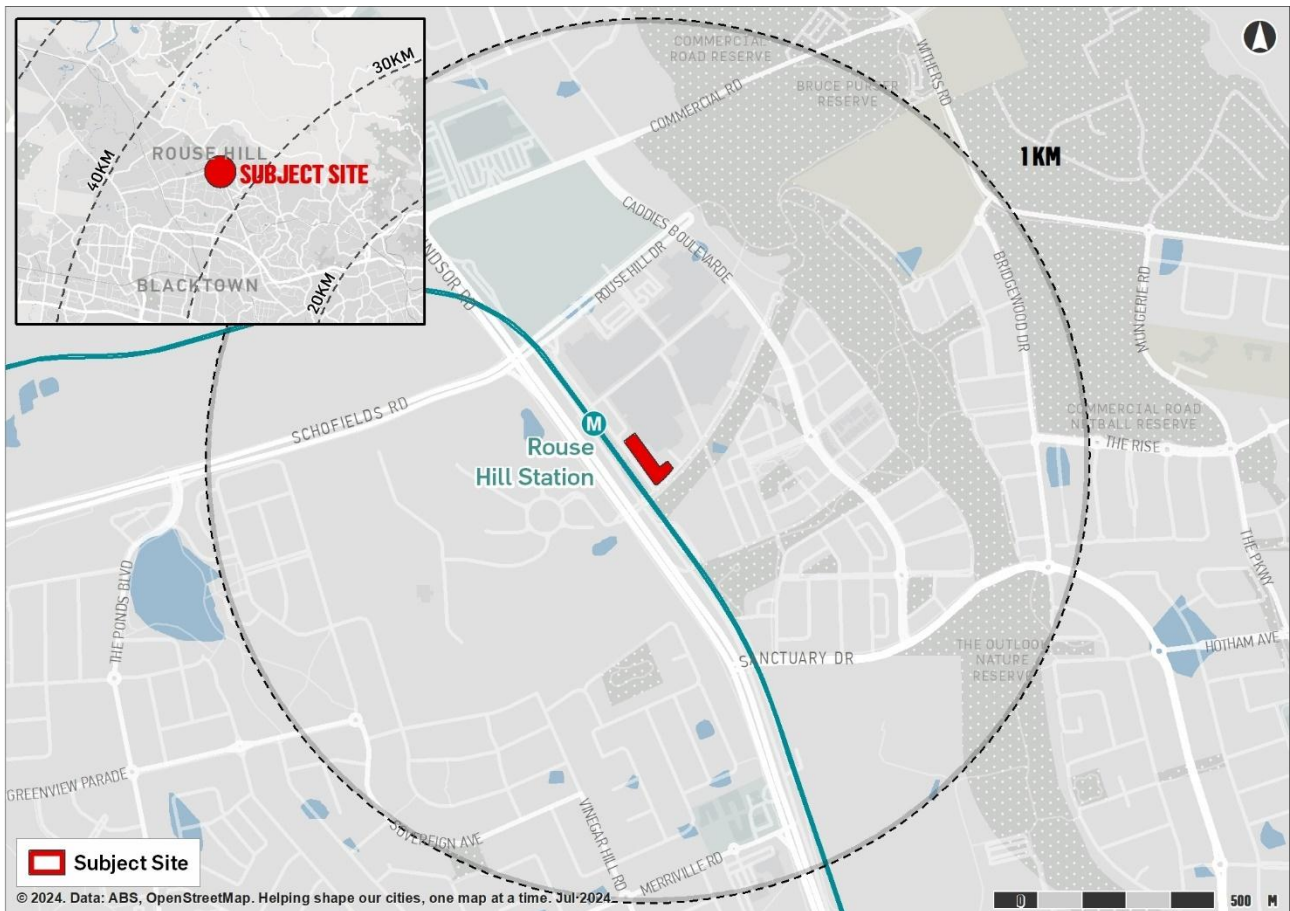 30KM
40KM
ROUSE HILL
SUBJECT SITE
BLACKTOWN
20KM
COMMERCIAL
ROAD RESERVE
WITHERS RD
BRUCE PURSER
RESERVE
COMMERCIAL RD
1 KM
CADDIES BOULEVARDE
ROUSE HILL DR
BRIDGEWOOD DR
MUNGERIE RD
SCHOFIELDS RD
M
Rouse
Hill Station
COMMERCIAL ROAD
NETBALL RESERVE
THE RISE
THE PKWY
THE PONDS BLVD
SANCTUARY DR
THE OUTLOOK
NATURE
RESERVE
HOTHAM AVE
GREENVIEW PARADE
SOVEREIGN AVE
VINEGAR HILL RD
MERRIVILLE RD
Subject Site
© 2024. Data: ABS, OpenStreetMap. Helping shape our cities, one map at a time. Jul-2024
0 500 M